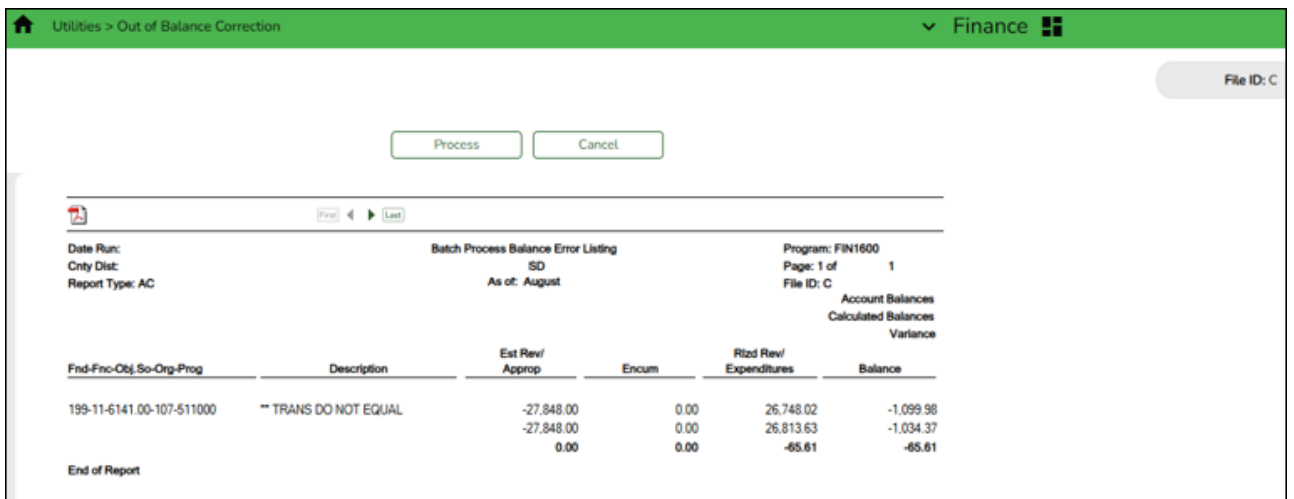 Utilities > Out of Balance Correction
Finance
File ID: C
Process Cancel
First Last
Date Run: Batch Process Balance Error Listing Program: FIN1600
Cnty Dist: SD Page: 1 of 1
Report Type: AC As of: August File ID: C
Account Balances
Calculated Balances
Variance
Est Rev/ Rlzd Rev/
Fnd-Fnc-Obj.So-Org-Prog Description Approp Encum Expenditures Balance
199-11-6141.00-107-511000 ** TRANS DO NOT EQUAL -27,848.00 0.00 26,748.02 -1,099.98
-27,848.00 0.00 26,813.63 -1,034.37
0.00 0.00 -65.61 -65.61
End of Report